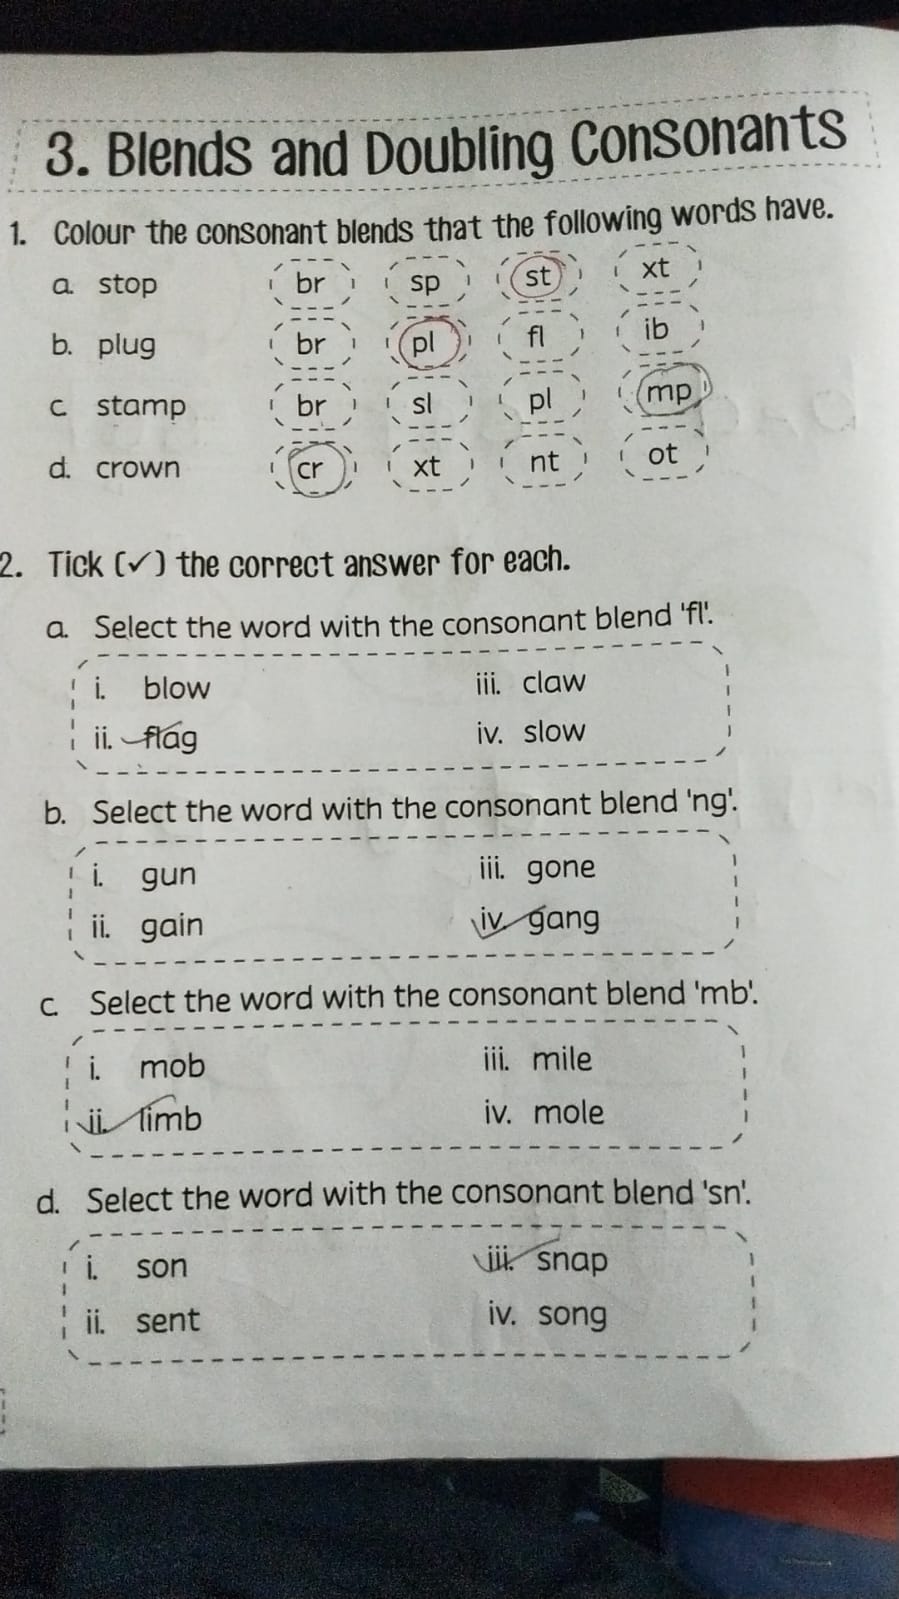 3. Blends and Doubling Consonants
1. Colour the consonant blends that the following words have.
a. stop br sp st xt
b. plug br pl fl ib
c. stamp br sl pl mp
d. crown cr xt nt ot
2. Tick (✓) the correct answer for each.
a. Select the word with the consonant blend 'fl'.
i. blow iii. claw
ii. flag iv. slow
b. Select the word with the consonant blend 'ng'.
i. gun iii. gone
ii. gain iv. gang
c. Select the word with the consonant blend 'mb'.
i. mob iii. mile
ii. limb iv. mole
d. Select the word with the consonant blend 'sn'.
i. son iii. snap
ii. sent iv. song